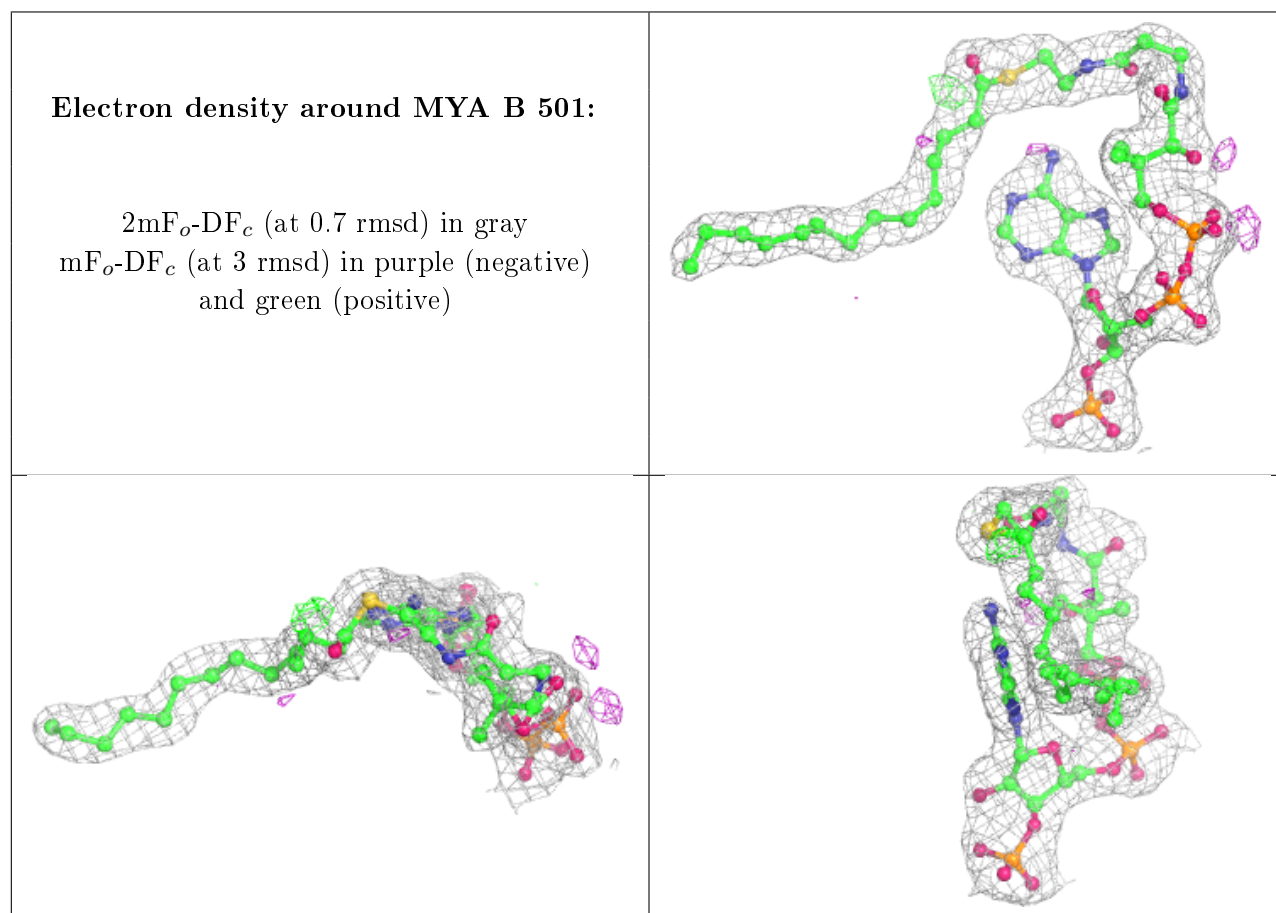 Electron density around MYA B 501:
2mFₒ-DF𝑐 (at 0.7 rmsd) in gray
mFₒ-DF𝑐 (at 3 rmsd) in purple (negative)
and green (positive)